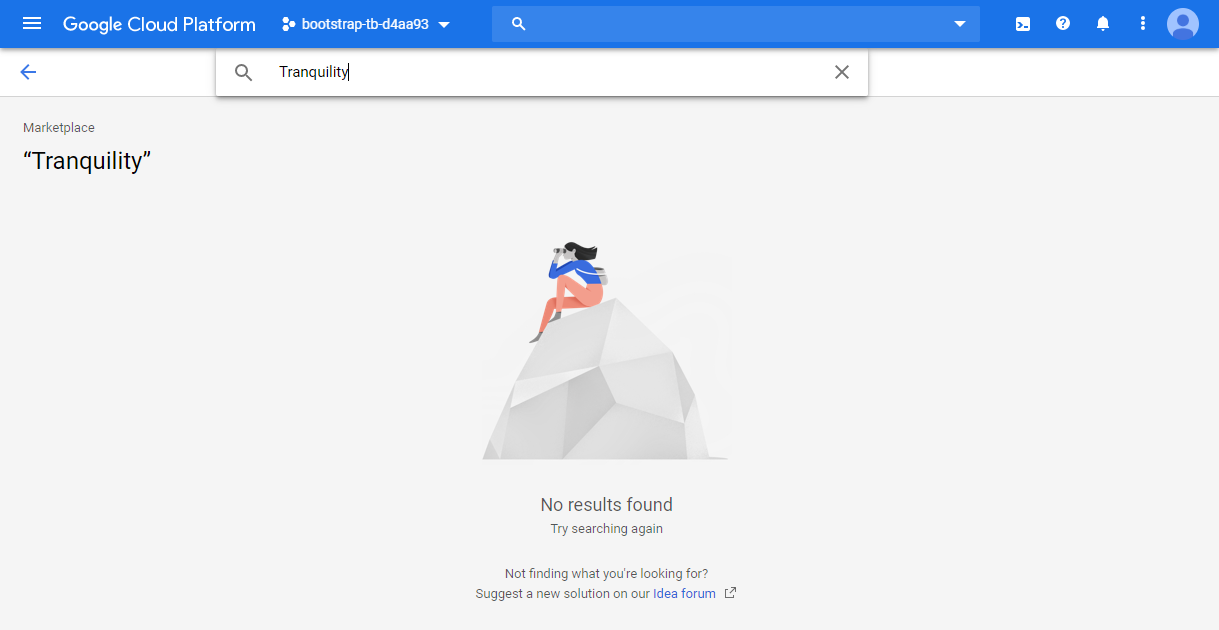 Google Cloud Platform
bootstrap-tb-d4aa93
Tranquility
Marketplace
“Tranquility”
No results found
Try searching again
Not finding what you're looking for?
Suggest a new solution on our Idea forum